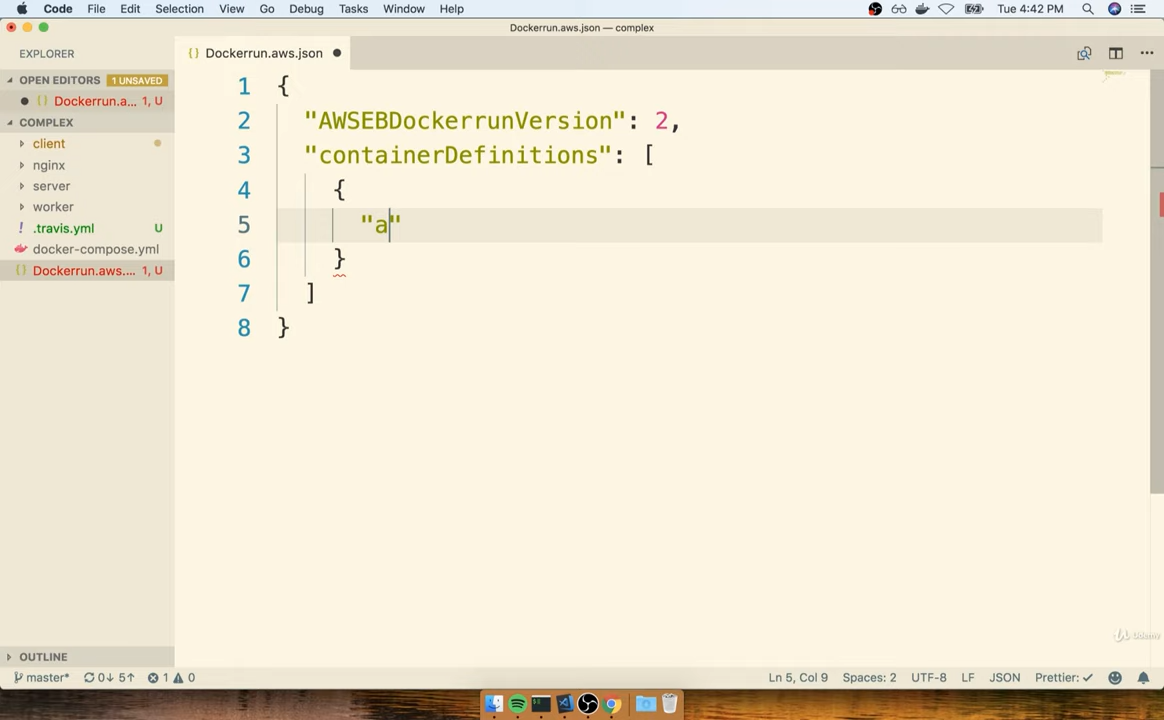 Code File Edit Selection View Go Debug Tasks Window Help Tue 4:42 PM
Dockerrun.aws.json — complex
EXPLORER
{} Dockerrun.aws.json
OPEN EDITORS 1 UNSAVED
{} Dockerrun.a... 1, U
COMPLEX
client
nginx
server
worker
! .travis.yml U
docker-compose.yml
{} Dockerrun.aws.... 1, U
1 {
2 "AWSEBDockerrunVersion": 2,
3 "containerDefinitions": [
4 {
5 "a"
6 }
7 ]
8 }
Udemy
OUTLINE
master* 0↓ 5↑ 1 0 Ln 5, Col 9 Spaces: 2 UTF-8 LF JSON Prettier: ✓